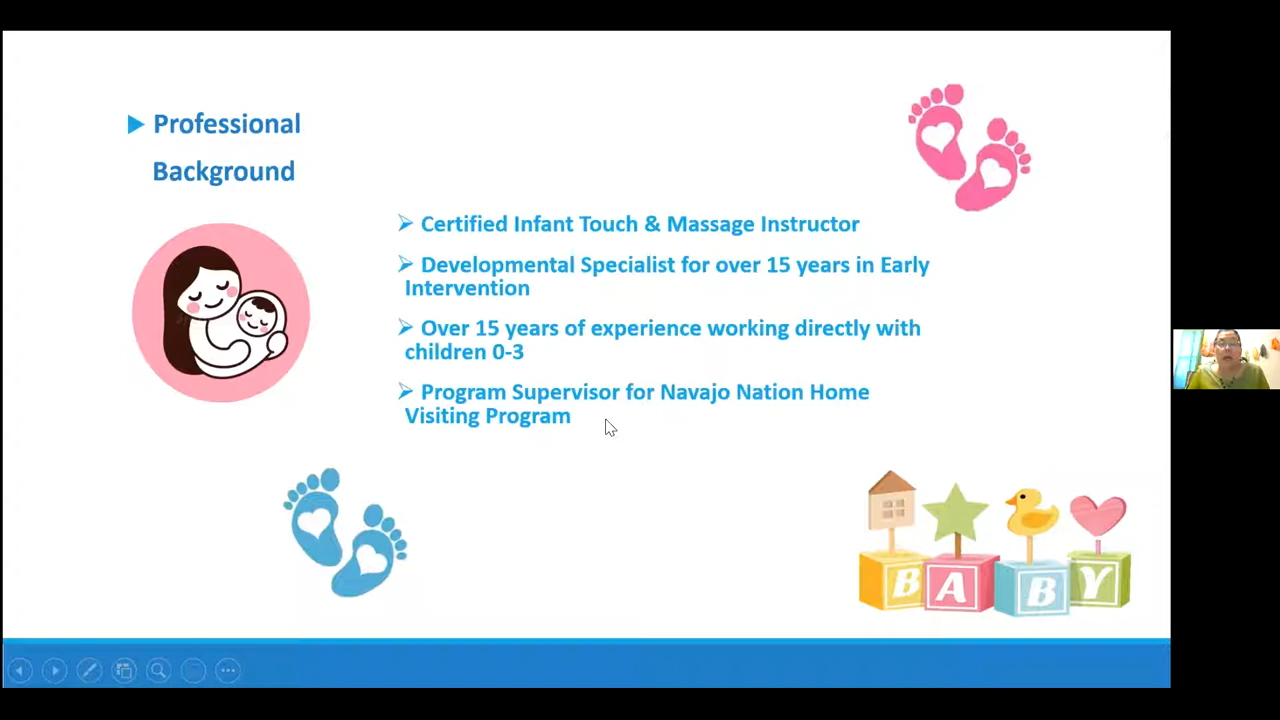 Professional
Background
Certified Infant Touch & Massage Instructor
Developmental Specialist for over 15 years in Early
Intervention
Over 15 years of experience working directly with
children 0-3
Program Supervisor for Navajo Nation Home
Visiting Program
BABY